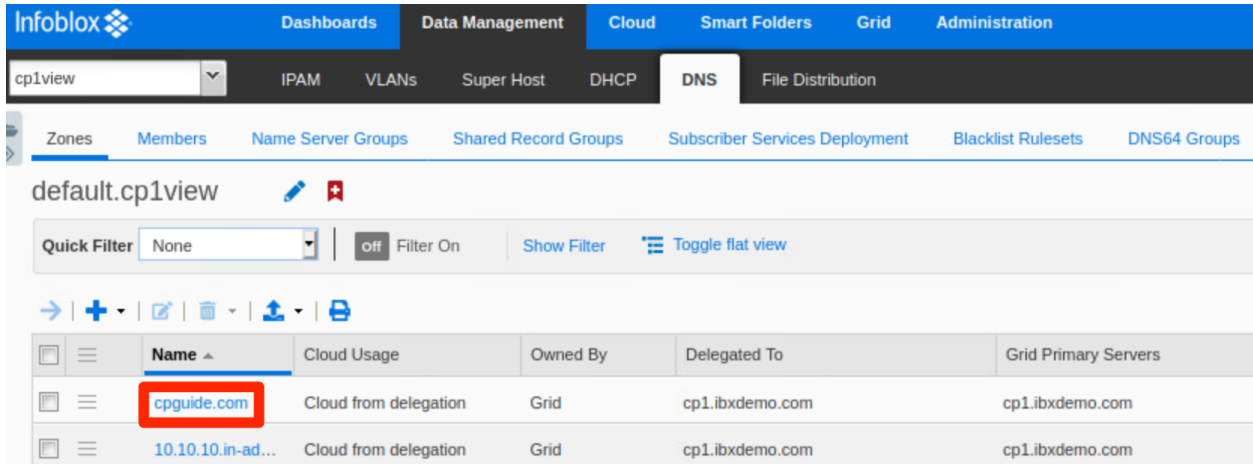 Infoblox Dashboards Data Management Cloud Smart Folders Grid Administration
cp1view IPAM VLANs Super Host DHCP DNS File Distribution
Zones Members Name Server Groups Shared Record Groups Subscriber Services Deployment Blacklist Rulesets DNS64 Groups
default.cp1view
Quick Filter None Off Filter On Show Filter Toggle flat view
Name Cloud Usage Owned By Delegated To Grid Primary Servers
cpguide.com Cloud from delegation Grid cp1.ibxdemo.com cp1.ibxdemo.com
10.10.10.in-ad... Cloud from delegation Grid cp1.ibxdemo.com cp1.ibxdemo.com